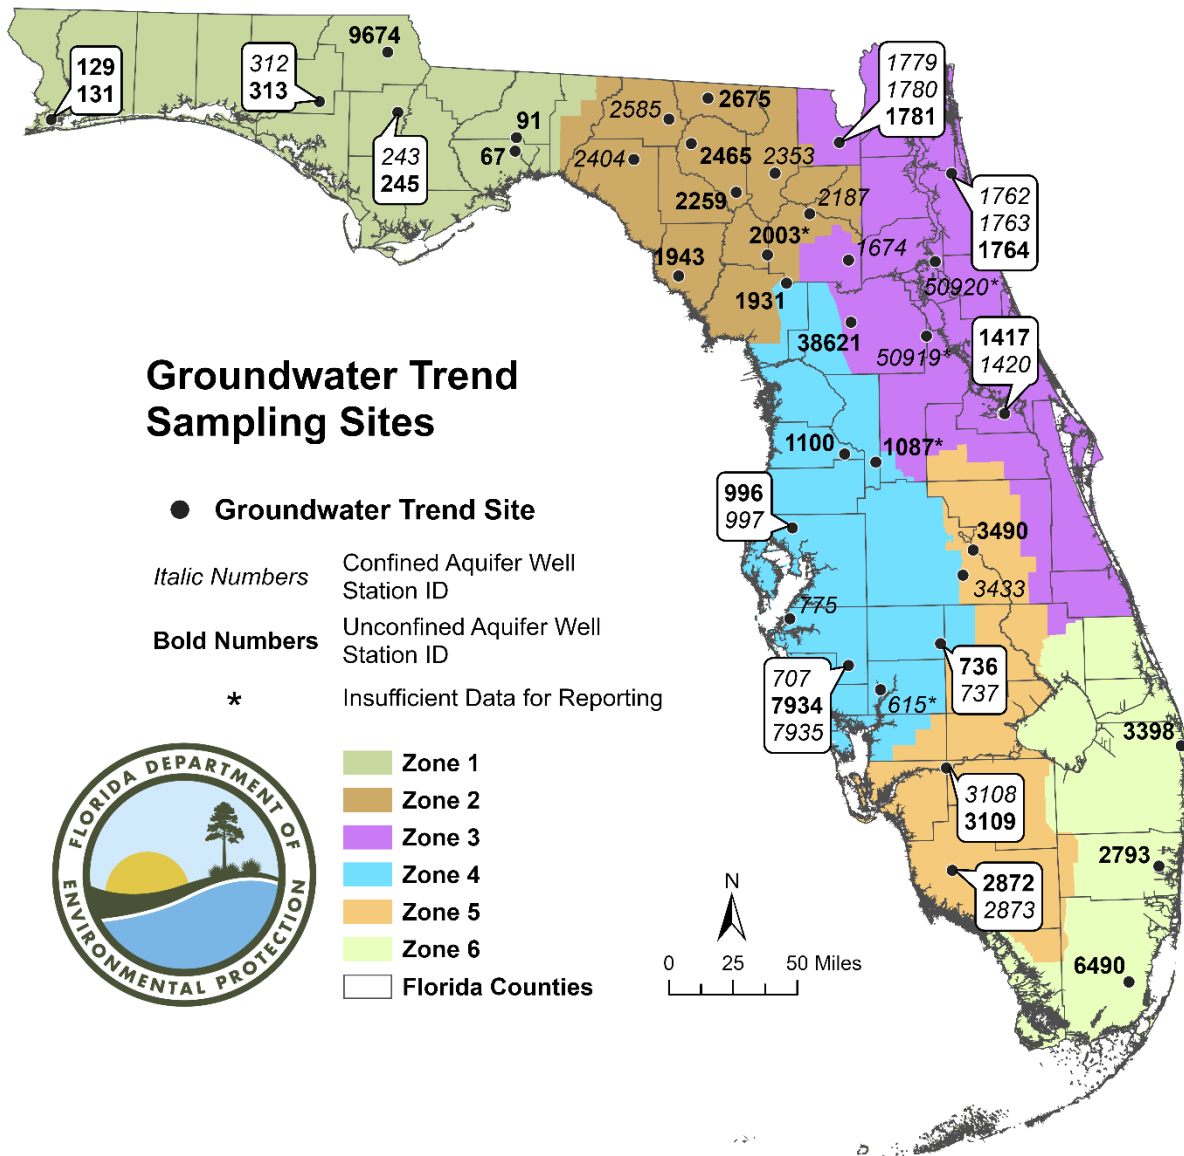 9674
129
131
312
313
243
245
91
67
2585
2675
2404
2465
2353
2259
2187
2003*
1943
1931
1674
1779
1780
1781
1762
1763
1764
50920*
38621
50919*
1417
1420
1100
1087*
996
997
3490
3433
775
707
7934
7935
736
737
615*
3398
3108
3109
2793
2872
2873
6490
Groundwater Trend
Sampling Sites
Groundwater Trend Site
Italic Numbers
Confined Aquifer Well
Station ID
Bold Numbers
Unconfined Aquifer Well
Station ID
*
Insufficient Data for Reporting
Zone 1
Zone 2
Zone 3
Zone 4
Zone 5
Zone 6
Florida Counties
FLORIDA DEPARTMENT OF
ENVIRONMENTAL PROTECTION
N
0 25 50 Miles